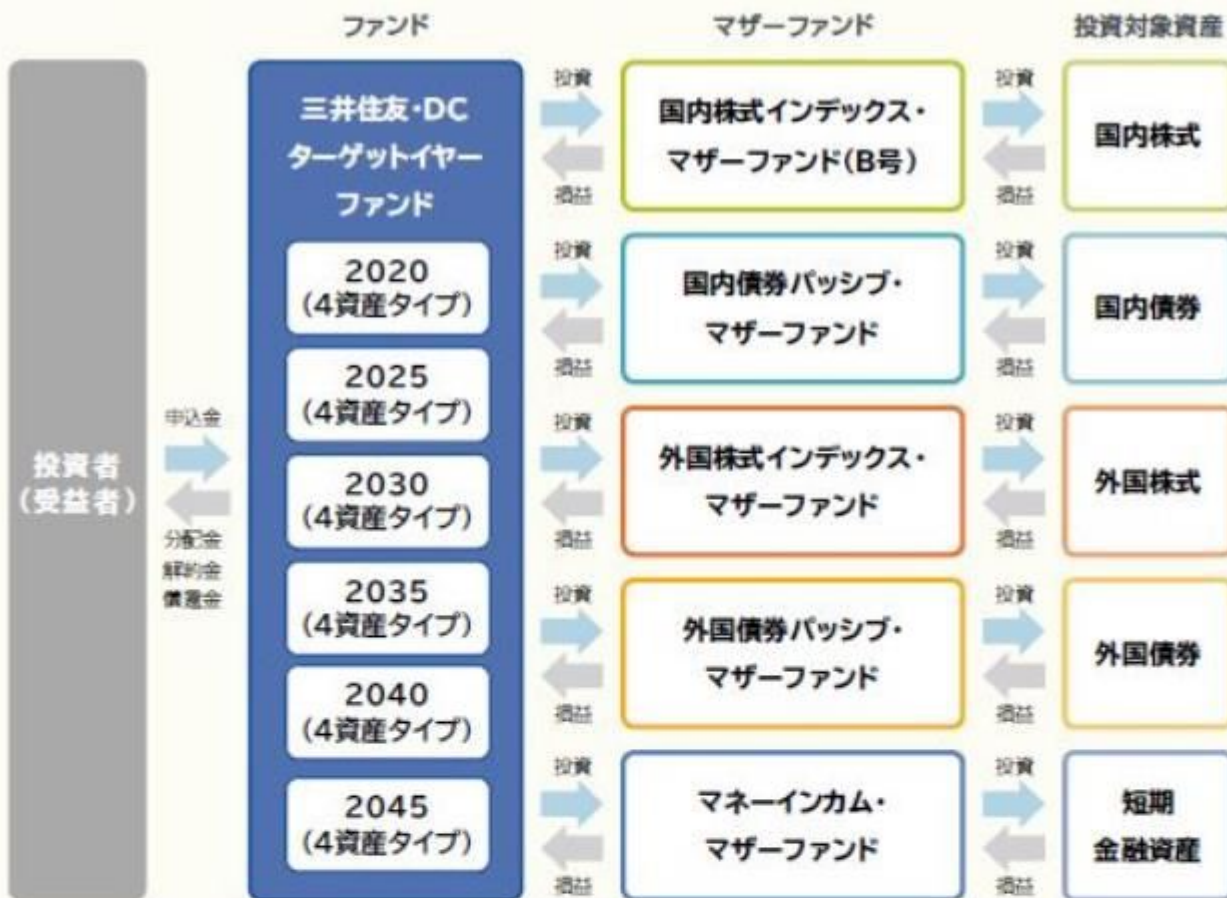 ファンド
マザーファンド
投資対象資産
投資者
(受益者)
申込金
分配金
解約金
償還金
三井住友・DC
ターゲットイヤー
ファンド
2020
(4資産タイプ)
2025
(4資産タイプ)
2030
(4資産タイプ)
2035
(4資産タイプ)
2040
(4資産タイプ)
2045
(4資産タイプ)
投資
損益
国内株式インデックス・
マザーファンド(B号)
投資
損益
国内株式
投資
損益
国内債券パッシブ・
マザーファンド
投資
損益
国内債券
投資
損益
外国株式インデックス・
マザーファンド
投資
損益
外国株式
投資
損益
外国債券パッシブ・
マザーファンド
投資
損益
外国債券
投資
損益
マネーインカム・
マザーファンド
投資
損益
短期
金融資産